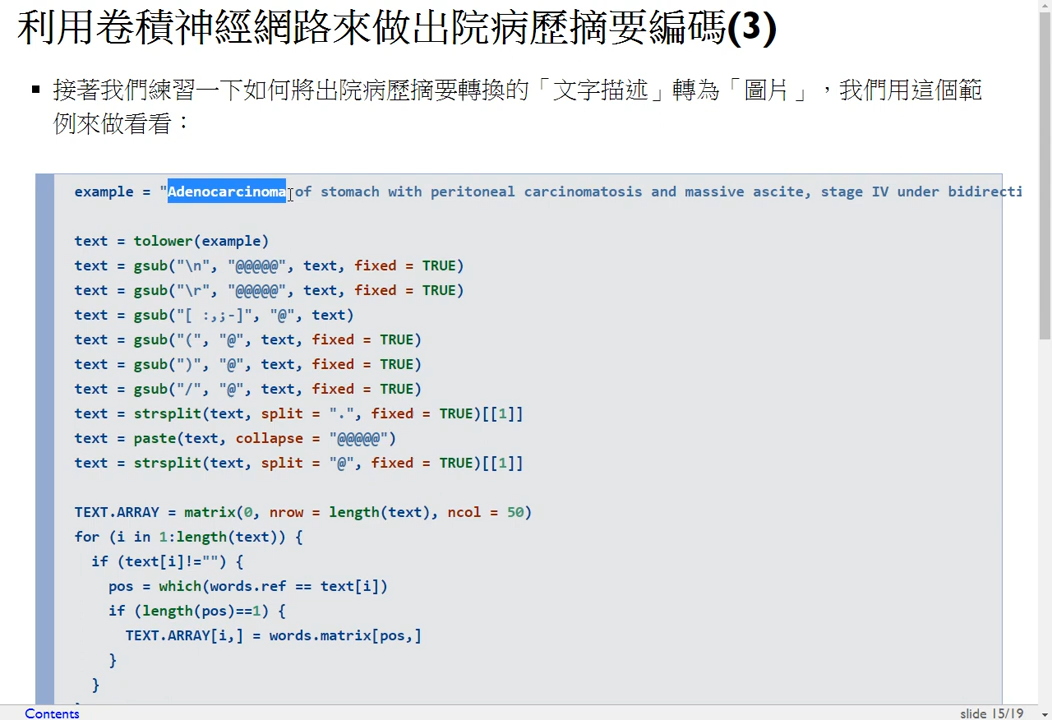 利用卷積神經網路來做出院病歷摘要編碼(3)
▪ 接著我們練習一下如何將出院病歷摘要轉換的「文字描述」轉為「圖片」，我們用這個範
例來做看看：
example = "Adenocarcinoma of stomach with peritoneal carcinomatosis and massive ascite, stage IV under bidirecti
text = tolower(example)
text = gsub("\n", "@@@@@", text, fixed = TRUE)
text = gsub("\r", "@@@@@", text, fixed = TRUE)
text = gsub("[ :,;-]", "@", text)
text = gsub("(", "@", text, fixed = TRUE)
text = gsub(")", "@", text, fixed = TRUE)
text = gsub("/", "@", text, fixed = TRUE)
text = strsplit(text, split = ".", fixed = TRUE)[[1]]
text = paste(text, collapse = "@@@@@")
text = strsplit(text, split = "@", fixed = TRUE)[[1]]
TEXT.ARRAY = matrix(0, nrow = length(text), ncol = 50)
for (i in 1:length(text)) {
if (text[i]!="") {
pos = which(words.ref == text[i])
if (length(pos)==1) {
TEXT.ARRAY[i,] = words.matrix[pos,]
}
}
Contents
slide 15/19